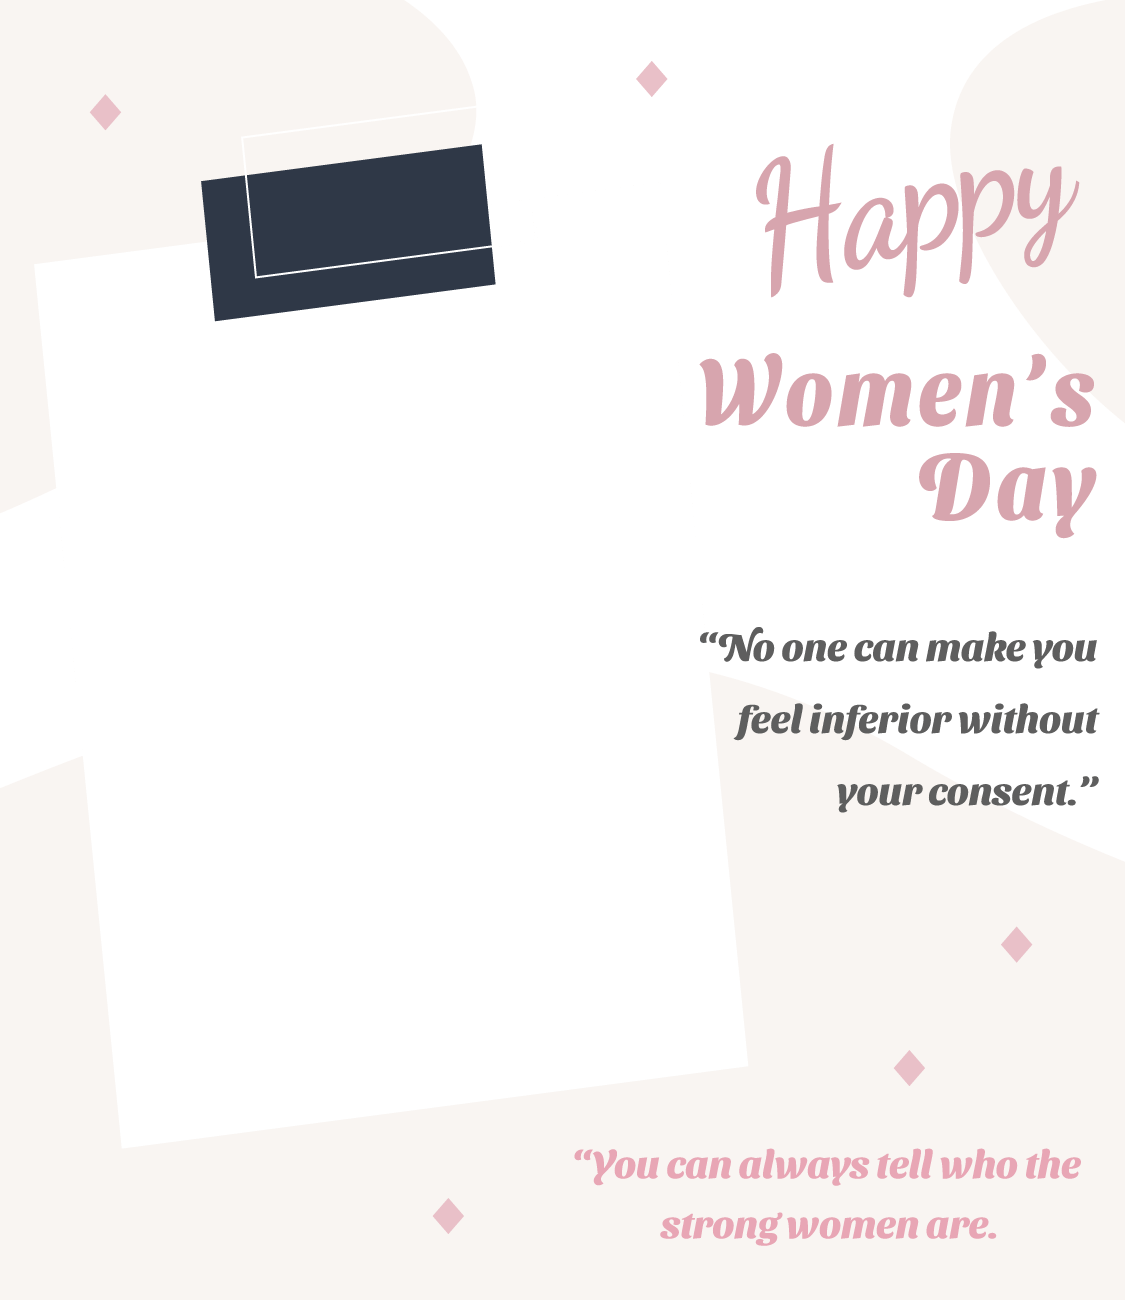 Happy
Women’s
Day
“No one can make you
feel inferior without
your consent.”
“You can always tell who the
strong women are.